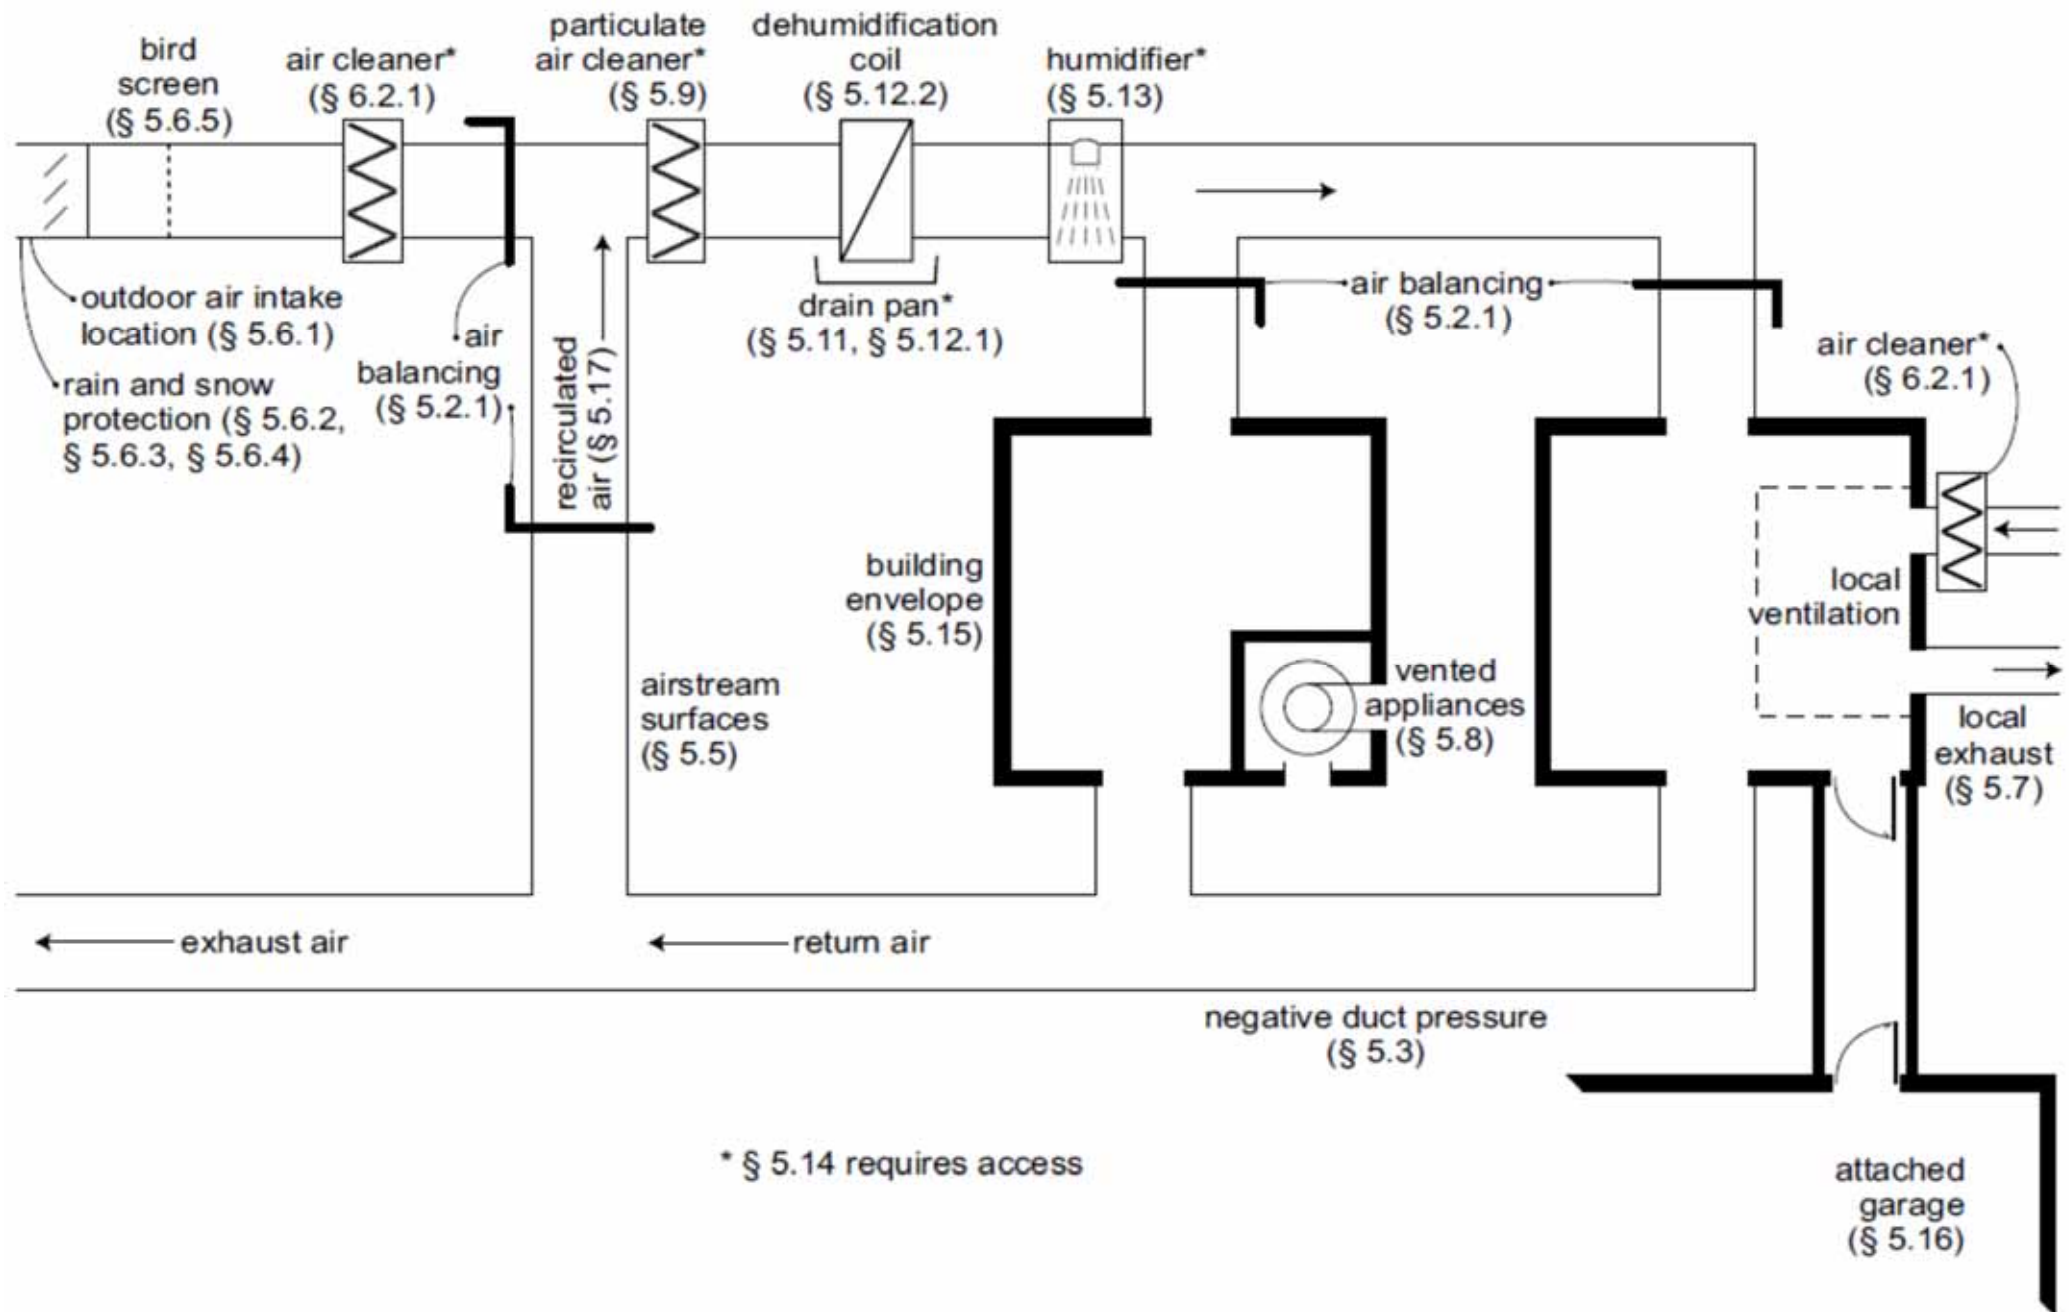 bird
screen
(§ 5.6.5)
air cleaner*
(§ 6.2.1)
particulate
air cleaner*
(§ 5.9)
dehumidification
coil
(§ 5.12.2)
humidifier*
(§ 5.13)
outdoor air intake
location (§ 5.6.1)
rain and snow
protection (§ 5.6.2,
§ 5.6.3, § 5.6.4)
air
balancing
(§ 5.2.1)
recirculated
air (§ 5.17)
drain pan*
(§ 5.11, § 5.12.1)
air balancing
(§ 5.2.1)
air cleaner*
(§ 6.2.1)
building
envelope
(§ 5.15)
local
ventilation
airstream
surfaces
(§ 5.5)
vented
appliances
(§ 5.8)
local
exhaust
(§ 5.7)
exhaust air
return air
negative duct pressure
(§ 5.3)
* § 5.14 requires access
attached
garage
(§ 5.16)